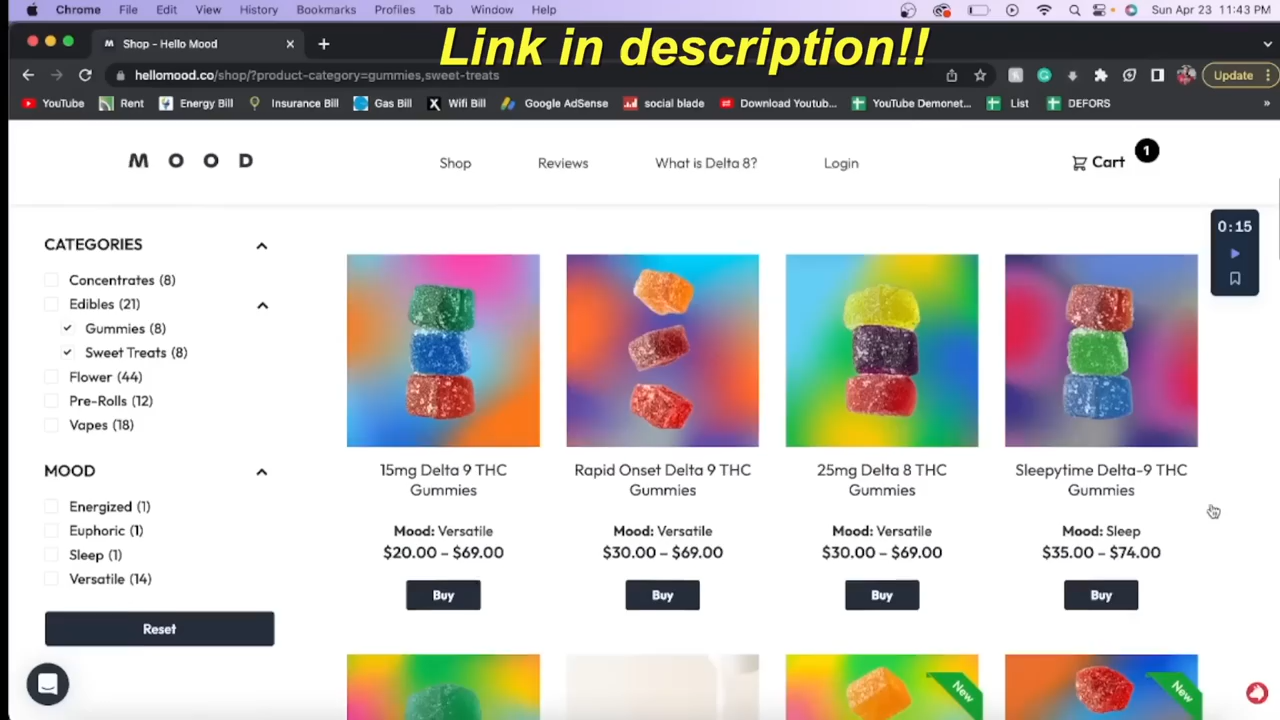 Chrome File Edit View History Bookmarks Profiles Tab Window Help Sun Apr 23 11:43 PM
Link in description!!
M Shop - Hello Mood
hellomood.co/shop/?product-category=gummies,sweet-treats
Update
YouTube Rent Energy Bill Insurance Bill Gas Bill Wifi Bill Google AdSense social blade Download Youtub... YouTube Demonet... List DEFORS »
MOOD Shop Reviews What is Delta 8? Login Cart 1
0:15
CATEGORIES
Concentrates (8)
Edibles (21)
Gummies (8)
Sweet Treats (8)
Flower (44)
Pre-Rolls (12)
Vapes (18)
MOOD
Energized (1)
Euphoric (1)
Sleep (1)
Versatile (14)
Reset
15mg Delta 9 THC
Gummies
Mood: Versatile
$20.00 – $69.00
Buy
Rapid Onset Delta 9 THC
Gummies
Mood: Versatile
$30.00 – $69.00
Buy
25mg Delta 8 THC
Gummies
Mood: Versatile
$30.00 – $69.00
Buy
Sleepytime Delta-9 THC
Gummies
Mood: Sleep
$35.00 – $74.00
Buy
New
New